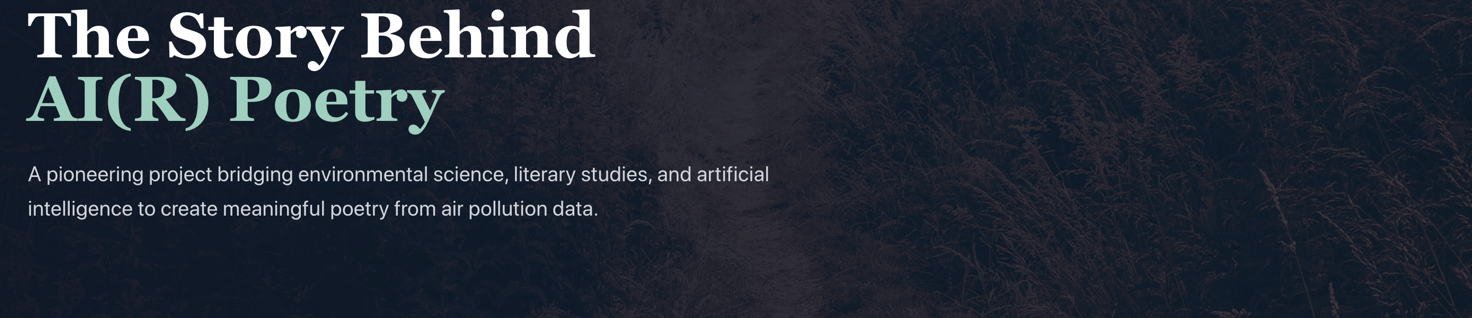 The Story Behind
AI(R) Poetry
A pioneering project bridging environmental science, literary studies, and artificial
intelligence to create meaningful poetry from air pollution data.